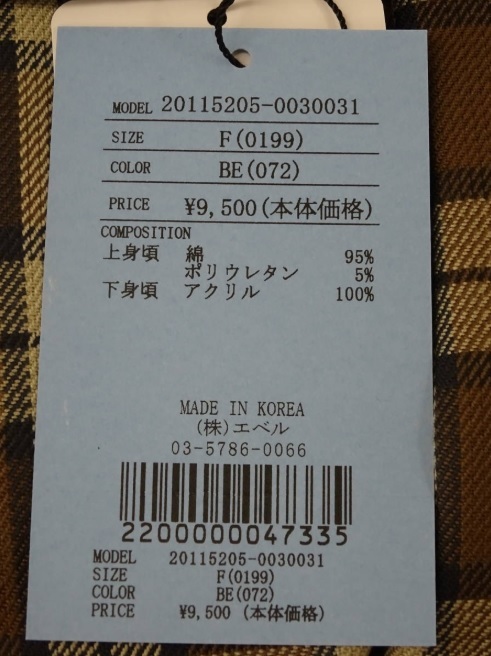 MODEL 20115205-0030031
SIZE F(0199)
COLOR BE(072)
PRICE ¥9,500(本体価格)
COMPOSITION
上身頃 綿 95%
ポリウレタン 5%
下身頃 アクリル 100%
MADE IN KOREA
(株)エベル
03-5786-0066
2200000047335
MODEL 20115205-0030031
SIZE F(0199)
COLOR BE(072)
PRICE ¥9,500 (本体価格)